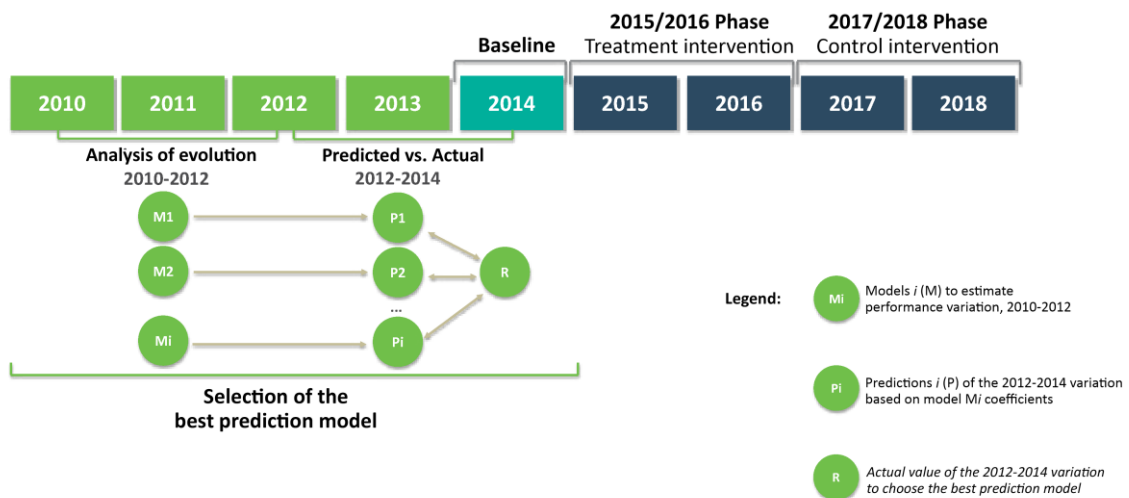 2015/2016 Phase
2017/2018 Phase
Baseline
Treatment intervention
Control intervention
2010
2011
2012
2013
2014
2015
2016
2017
2018
Analysis of evolution
2010-2012
Predicted vs. Actual
2012-2014
M1
P1
M2
P2
R
...
Mi
Pi
Selection of the
best prediction model
Legend:
Mi
Models i (M) to estimate
performance variation, 2010-2012
Pi
Predictions i (P) of the 2012-2014 variation
based on model Mi coefficients
R
Actual value of the 2012-2014 variation
to choose the best prediction model